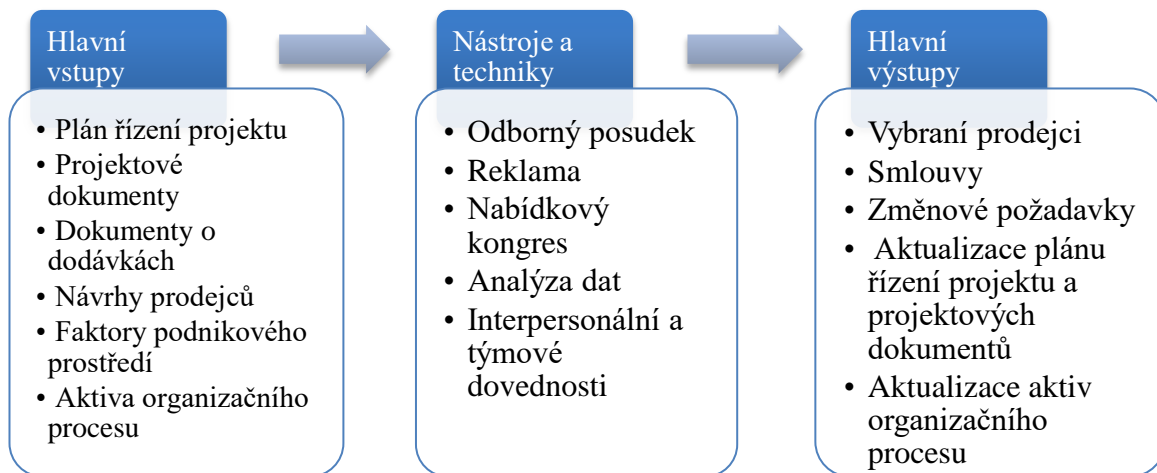 Hlavní
vstupy
• Plán řízení projektu
• Projektové
dokumenty
• Dokumenty o
dodávkách
• Návrhy prodejců
• Faktory podnikového
prostředí
• Aktiva organizačního
procesu
Nástroje a
techniky
• Odborný posudek
• Reklama
• Nabídkový
kongres
• Analýza dat
• Interpersonální a
týmové
dovednosti
Hlavní
výstupy
• Vybraní prodejci
• Smlouvy
• Změnové požadavky
• Aktualizace plánu
řízení projektu a
projektových
dokumentů
• Aktualizace aktiv
organizačního
procesu